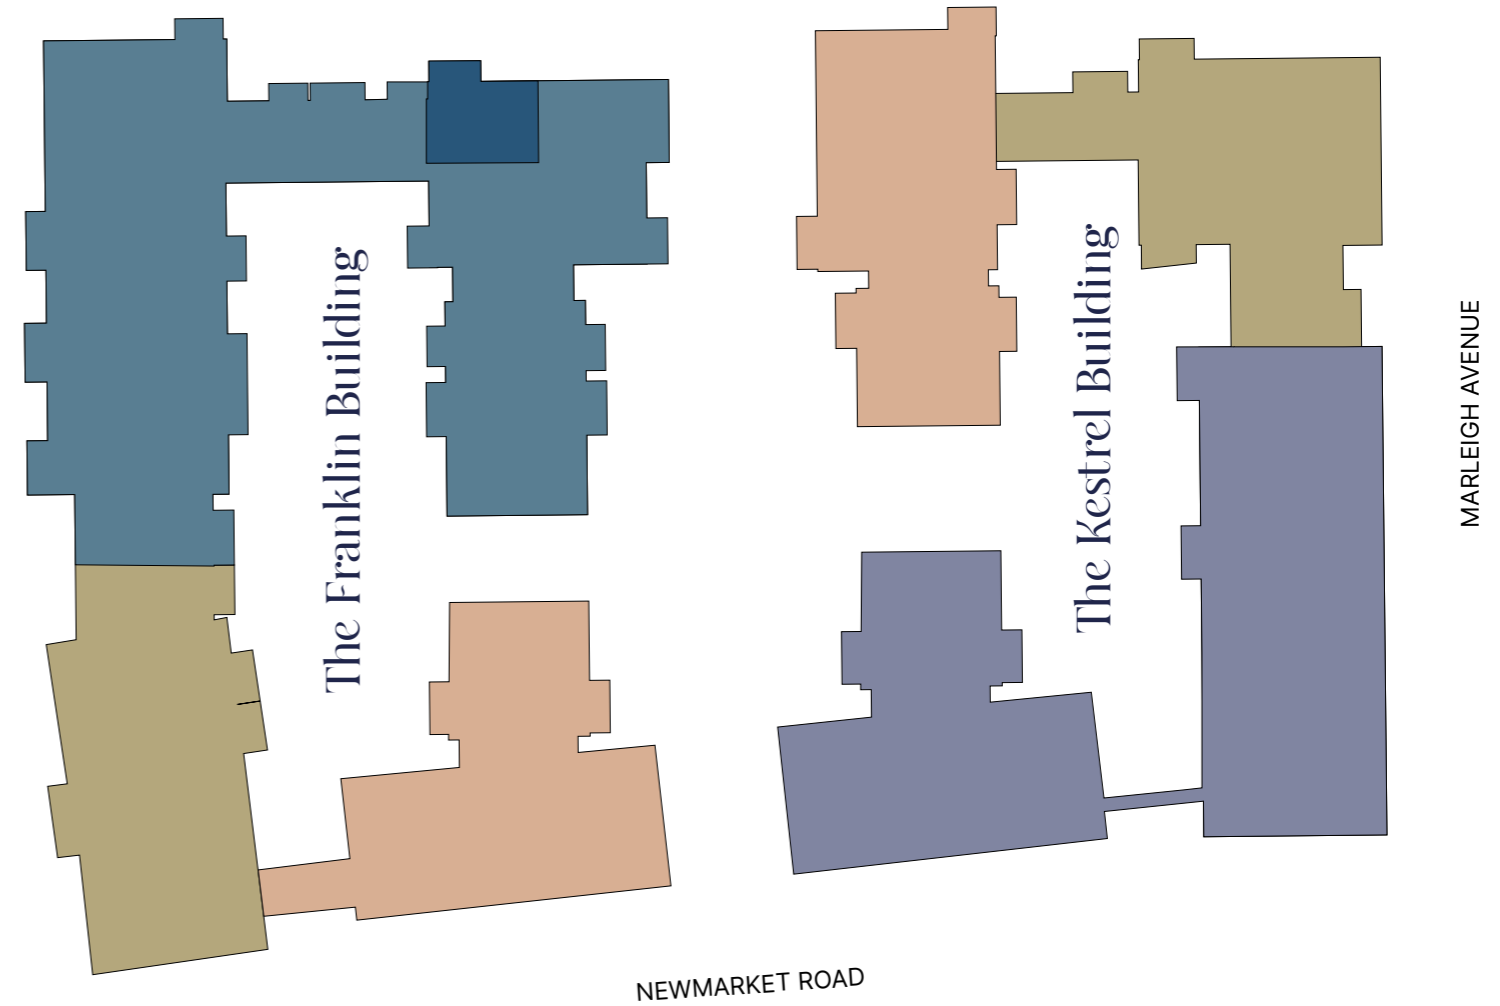 The Franklin Building
The Kestrel Building
MARLEIGH AVENUE
NEWMARKET ROAD